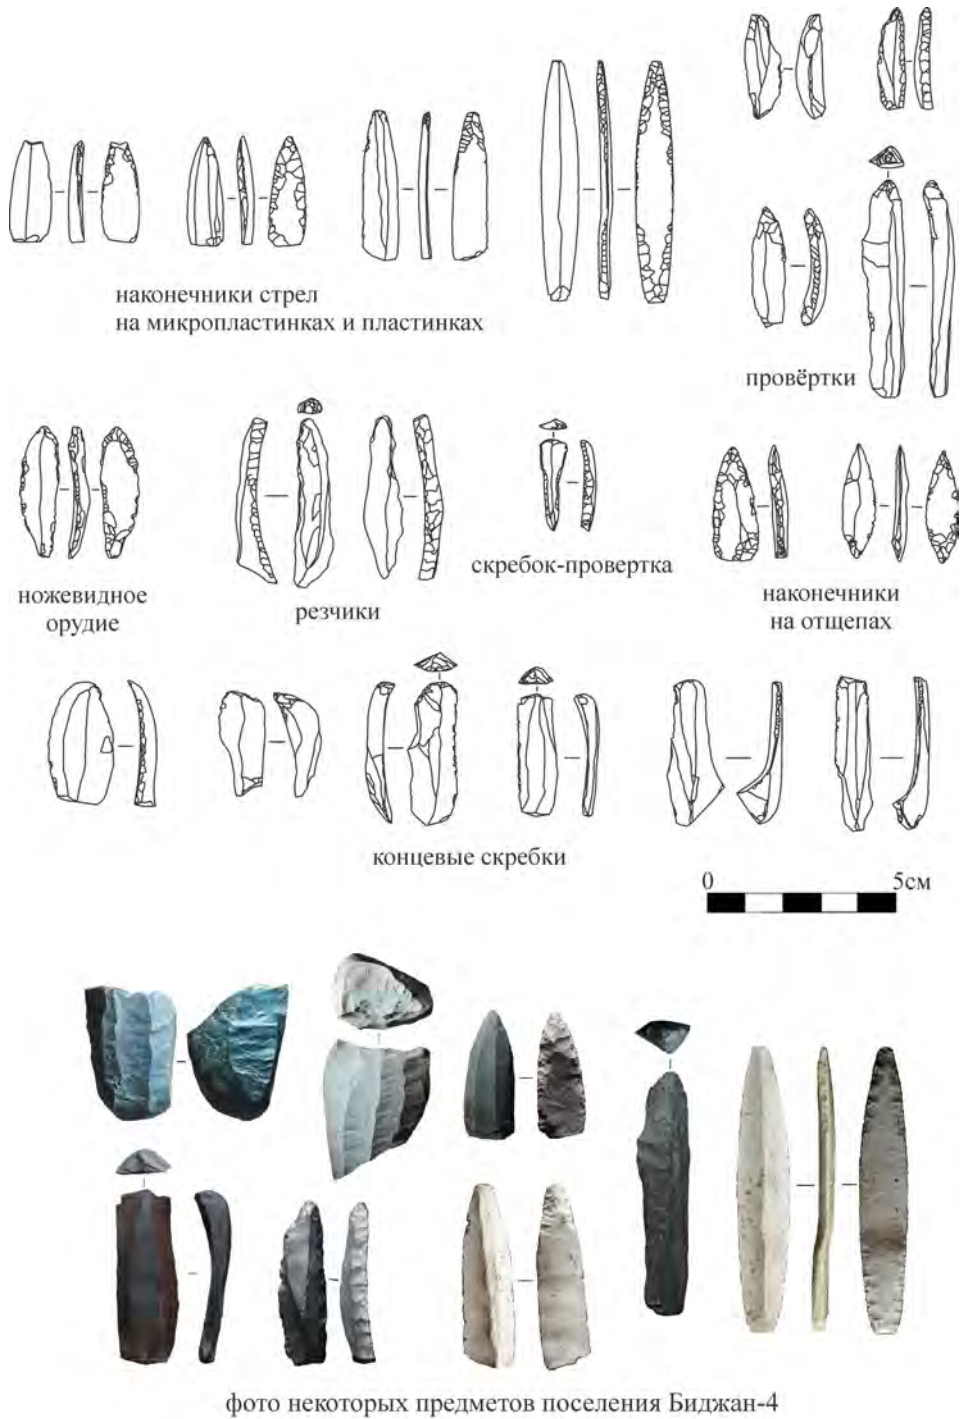 наконечники стрел
на микропластинках и пластинках
провёртки
ножевидное
орудие
резчики
скребок-провертка
наконечники
на отщепах
концевые скребки
0 5см
фото некоторых предметов поселения Биджан-4